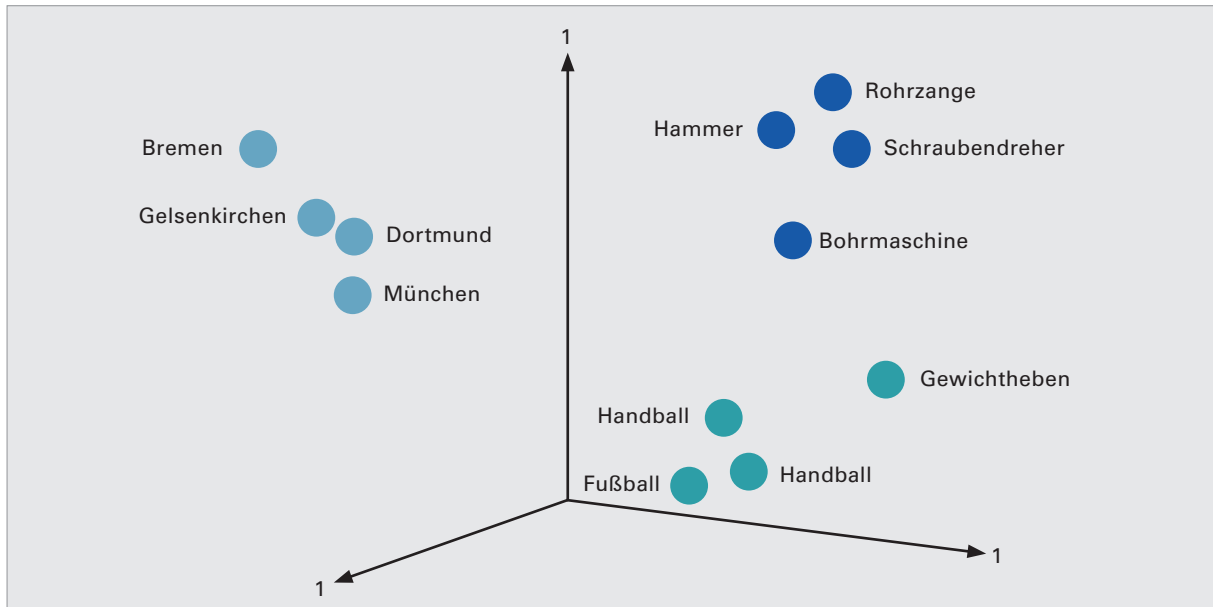 1
Rohrzange
Hammer
Schraubendreher
Bremen
Gelsenkirchen
Dortmund
Bohrmaschine
München
Gewichtheben
Handball
Handball
Fußball
1
1